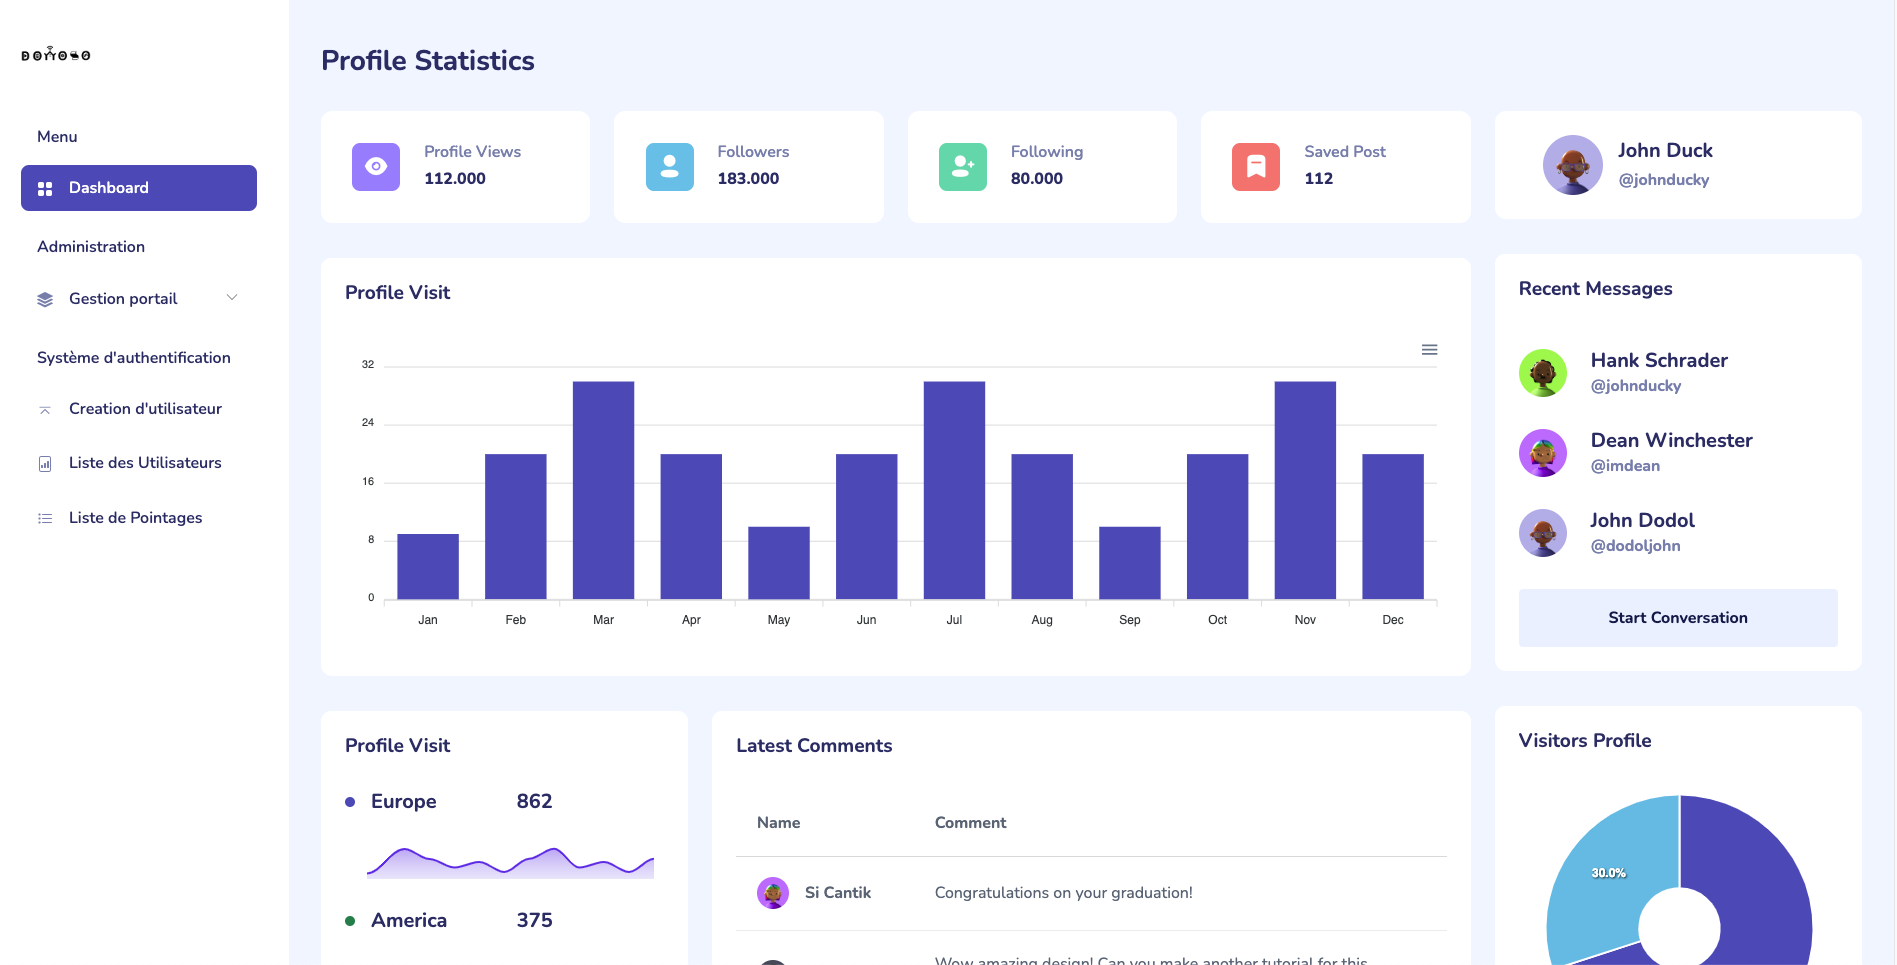 Menu
Dashboard
Administration
Gestion portail
Système d'authentification
Creation d'utilisateur
Liste des Utilisateurs
Liste de Pointages
Profile Statistics
Profile Views
112.000
Followers
183.000
Following
80.000
Saved Post
112
John Duck
@johnducky
Profile Visit
32
24
16
8
0
Jan Feb Mar Apr May Jun Jul Aug Sep Oct Nov Dec
Recent Messages
Hank Schrader
@johnducky
Dean Winchester
@imdean
John Dodol
@dodoljohn
Start Conversation
Profile Visit
Europe 862
America 375
Latest Comments
Name Comment
Si Cantik Congratulations on your graduation!
Wow amazing design! Can you make another tutorial for this
Visitors Profile
30.0%